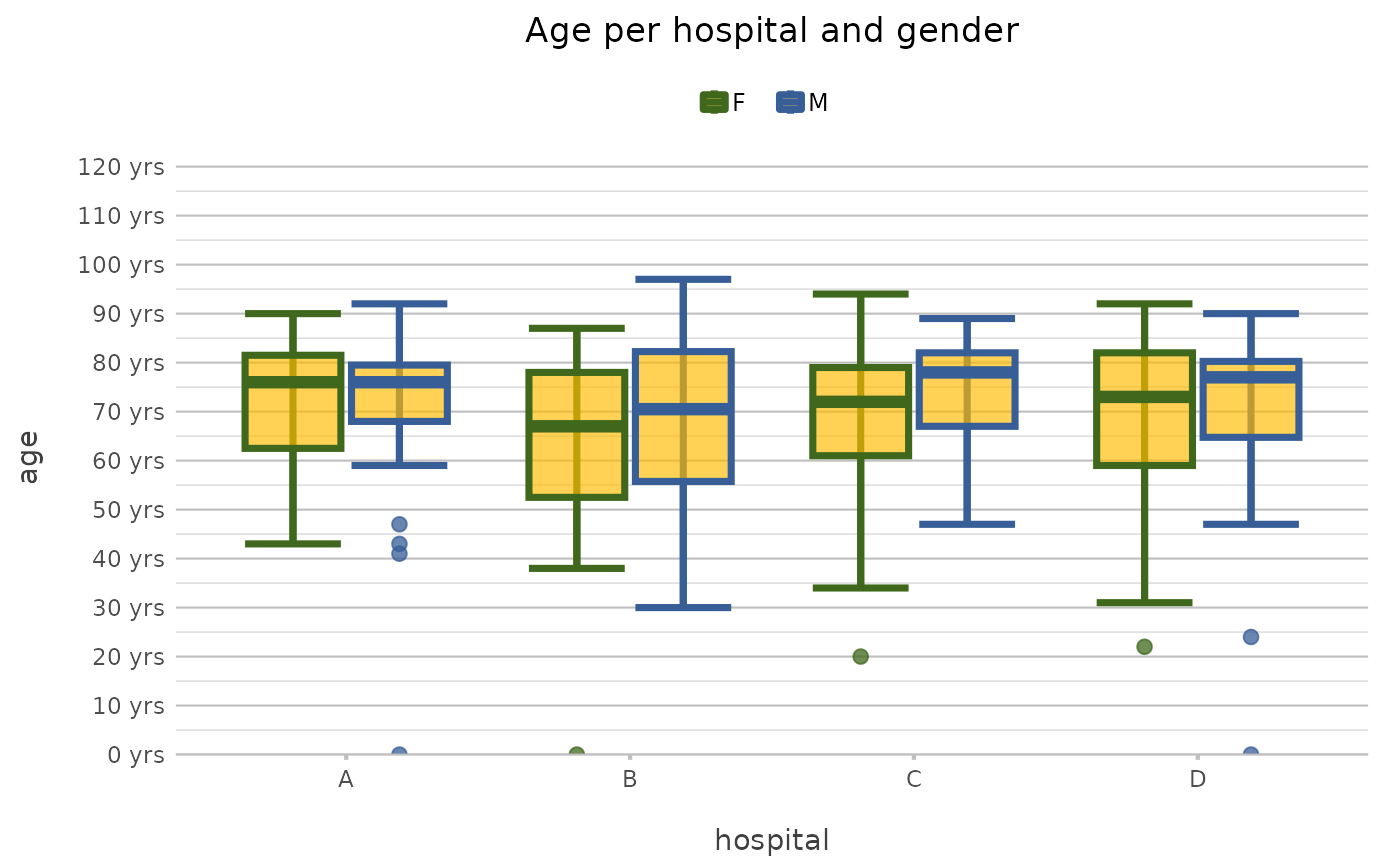 Age per hospital and gender
F M
120 yrs
110 yrs
100 yrs
90 yrs
80 yrs
70 yrs
60 yrs
50 yrs
40 yrs
30 yrs
20 yrs
10 yrs
0 yrs
age
A B C D
hospital